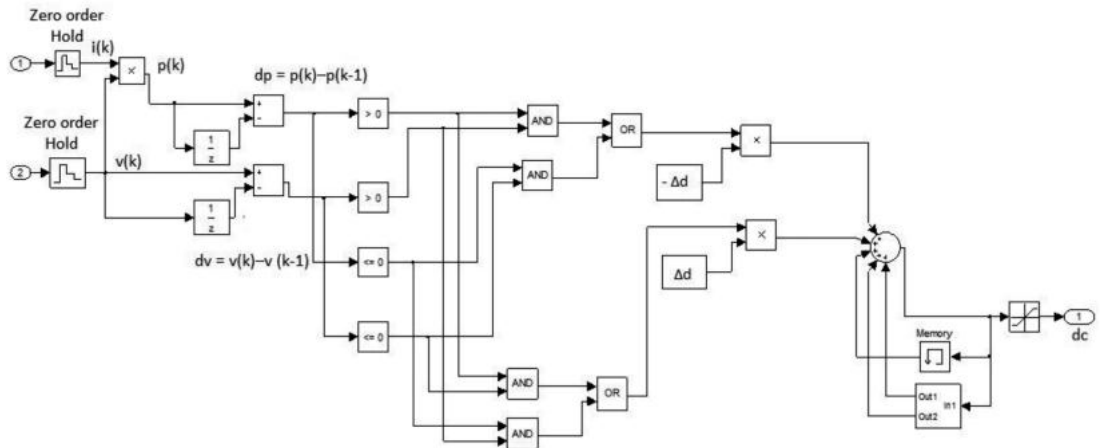 Zero order
Hold
i(k)
1
×
p(k)
dp = p(k)–p(k-1)
+
-
> 0
AND
OR
×
Zero order
Hold
2
v(k)
1
z
+
-
> 0
AND
- Δd
1
z
dv = v(k)–v (k-1)
<= 0
Δd
×
+
+
+
+
+
<= 0
Memory
1
dc
AND
OR
Out1
In1
Out2
AND